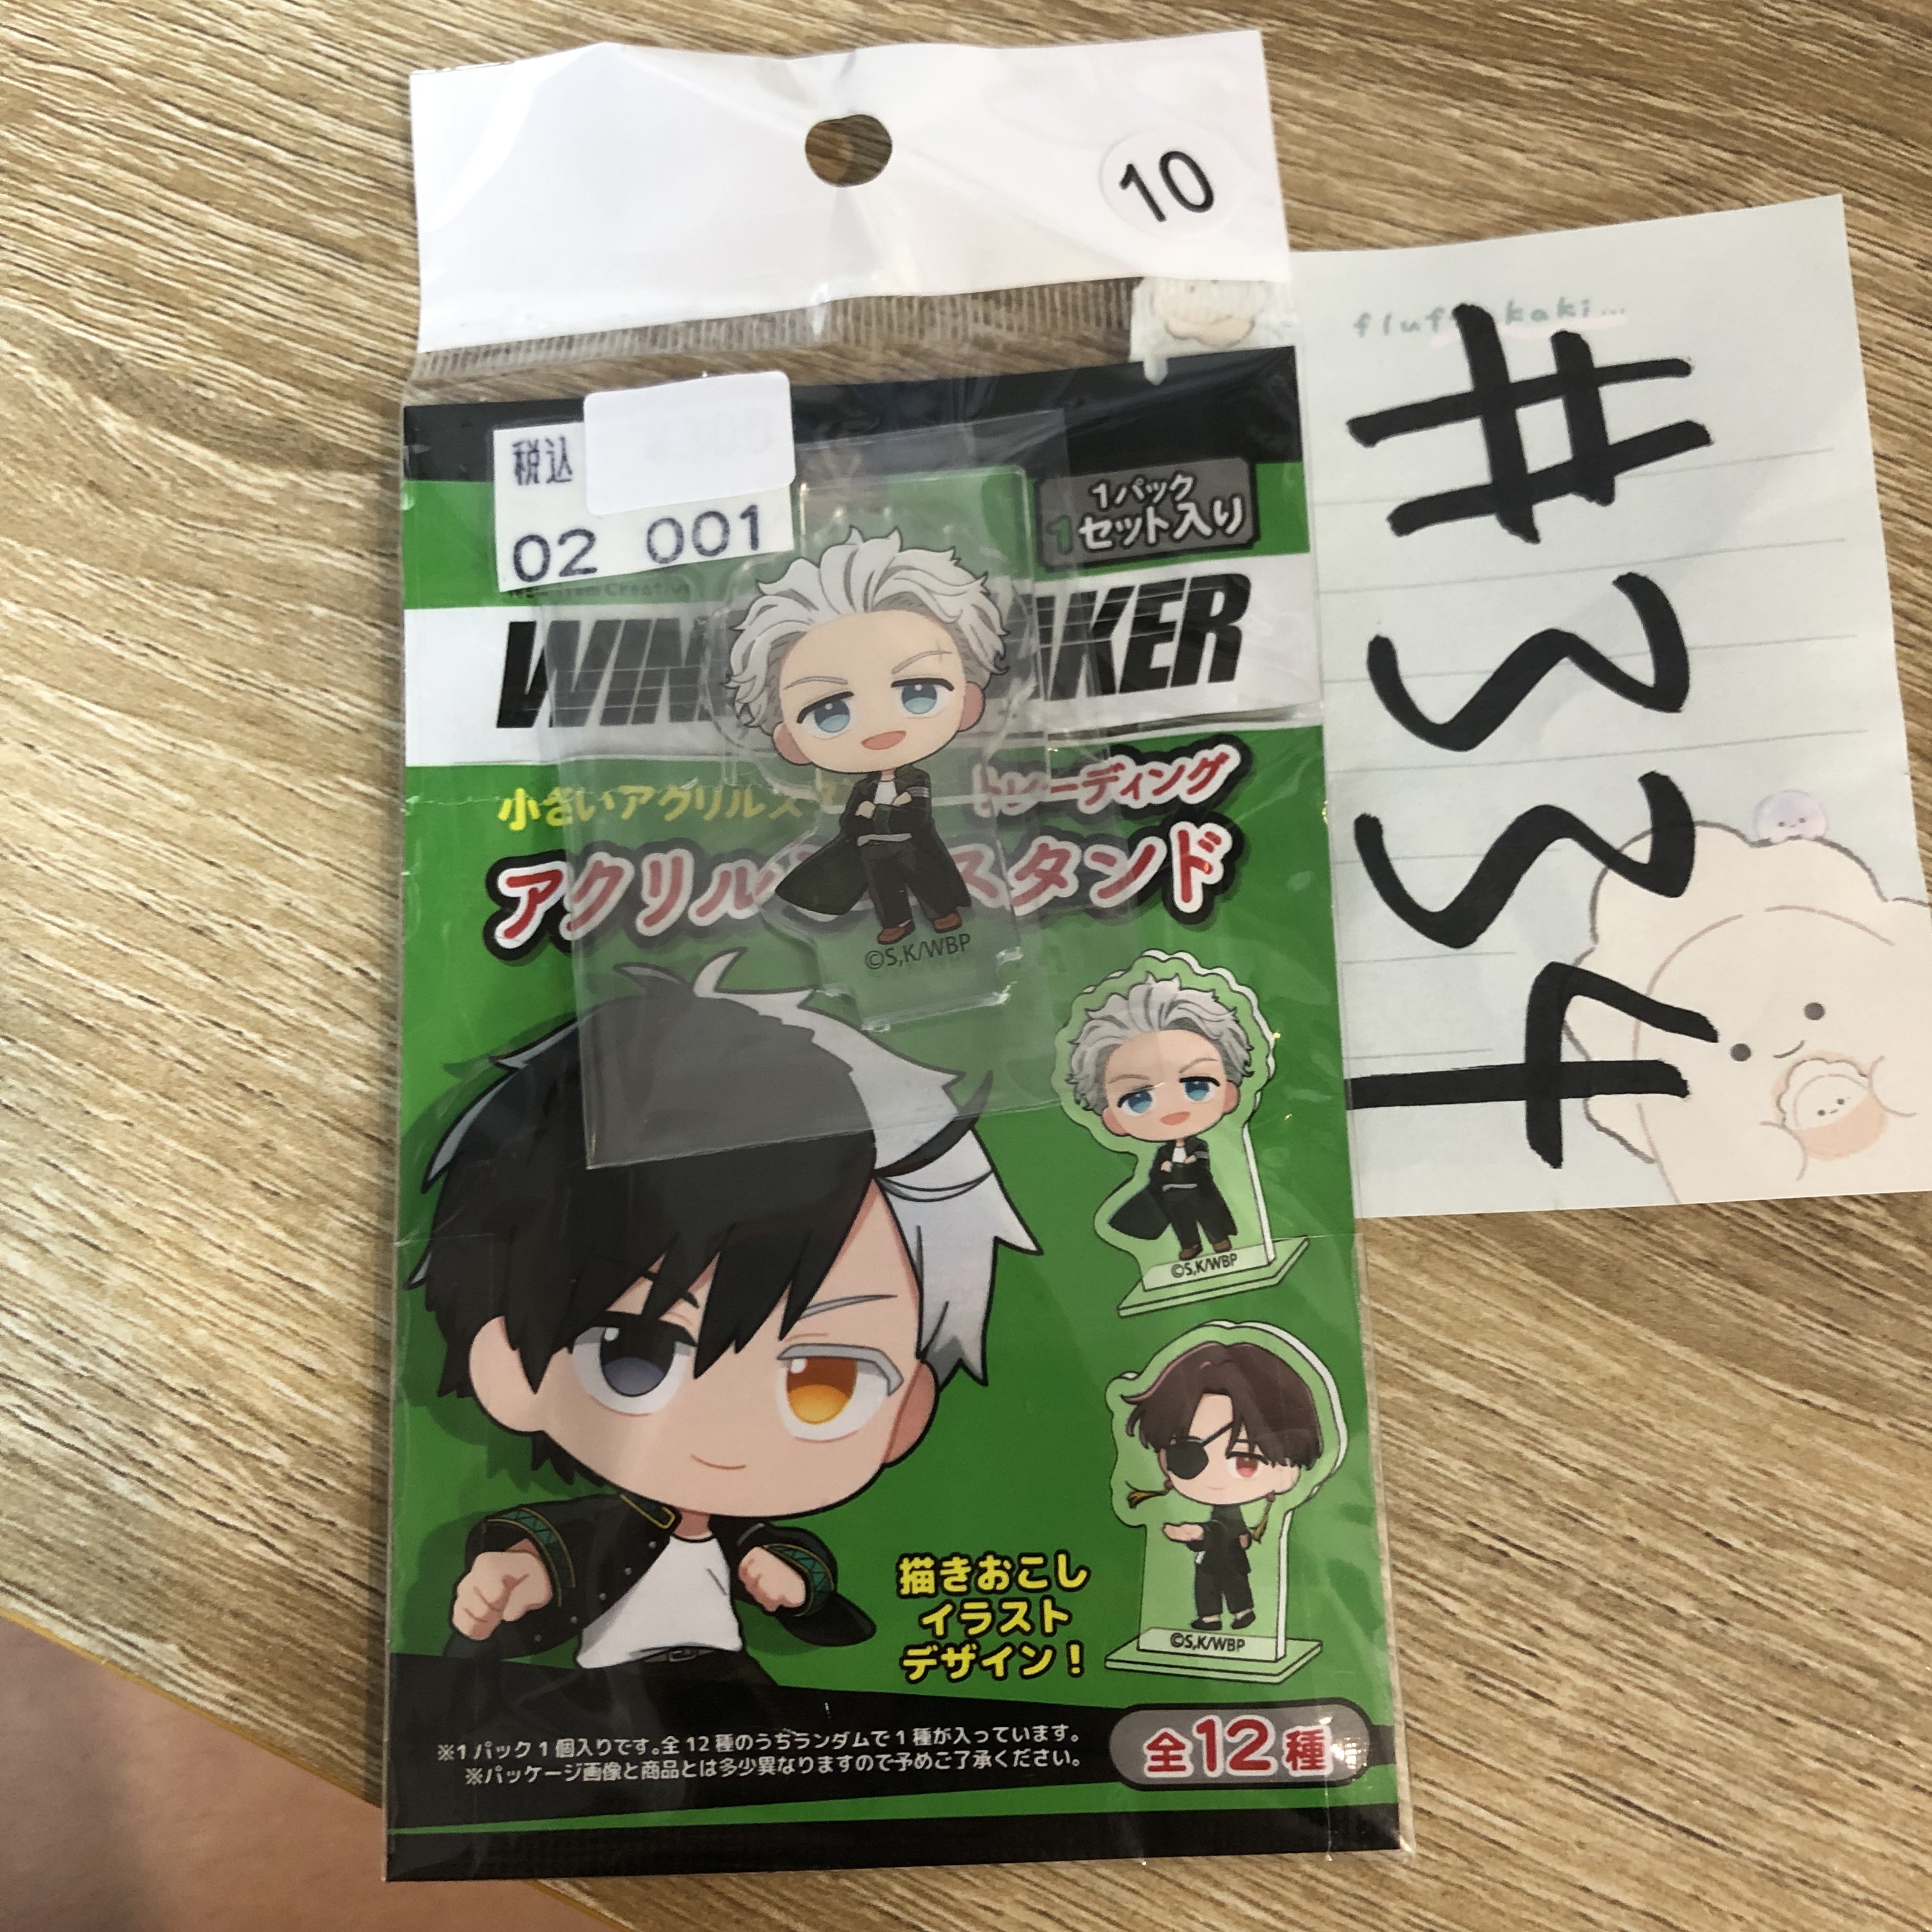 10
税込 ¥300
02 001
1パック
1セット入り
WIN KER
小さいアクリルス
トレーディング
アクリル スタンド
©S,K/WBP
©S,K/WBP
©S,K/WBP
描きおこし
イラスト
デザイン！
※1パック1個入りです。全12種のうちランダムで1種が入っています。
※パッケージ画像と商品とは多少異なりますので予めご了承ください。
全12種
#334